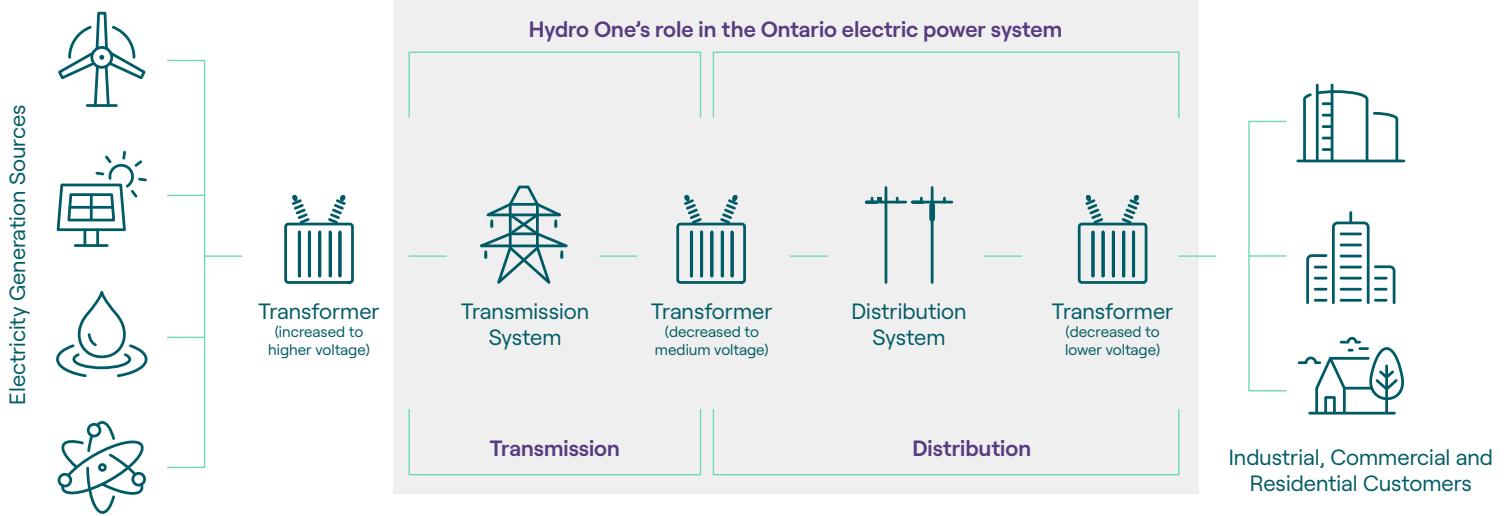 Hydro One’s role in the Ontario electric power system
Electricity Generation Sources
Transformer
(increased to
higher voltage)
Transmission
System
Transformer
(decreased to
medium voltage)
Distribution
System
Transformer
(decreased to
lower voltage)
Transmission
Distribution
Industrial, Commercial and
Residential Customers